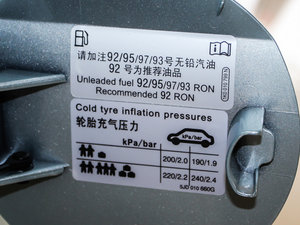 请加注92/95/97/93号无铅汽油
92 号为推荐油品
Unleaded fuel 92/95/97/93 RON
Recommended 92 RON
Cold tyre inflation pressures
轮胎充气压力
kPa/bar
kPa/bar
200/2.0 190/1.9
220/2.2 240/2.4
5JD 010 660G